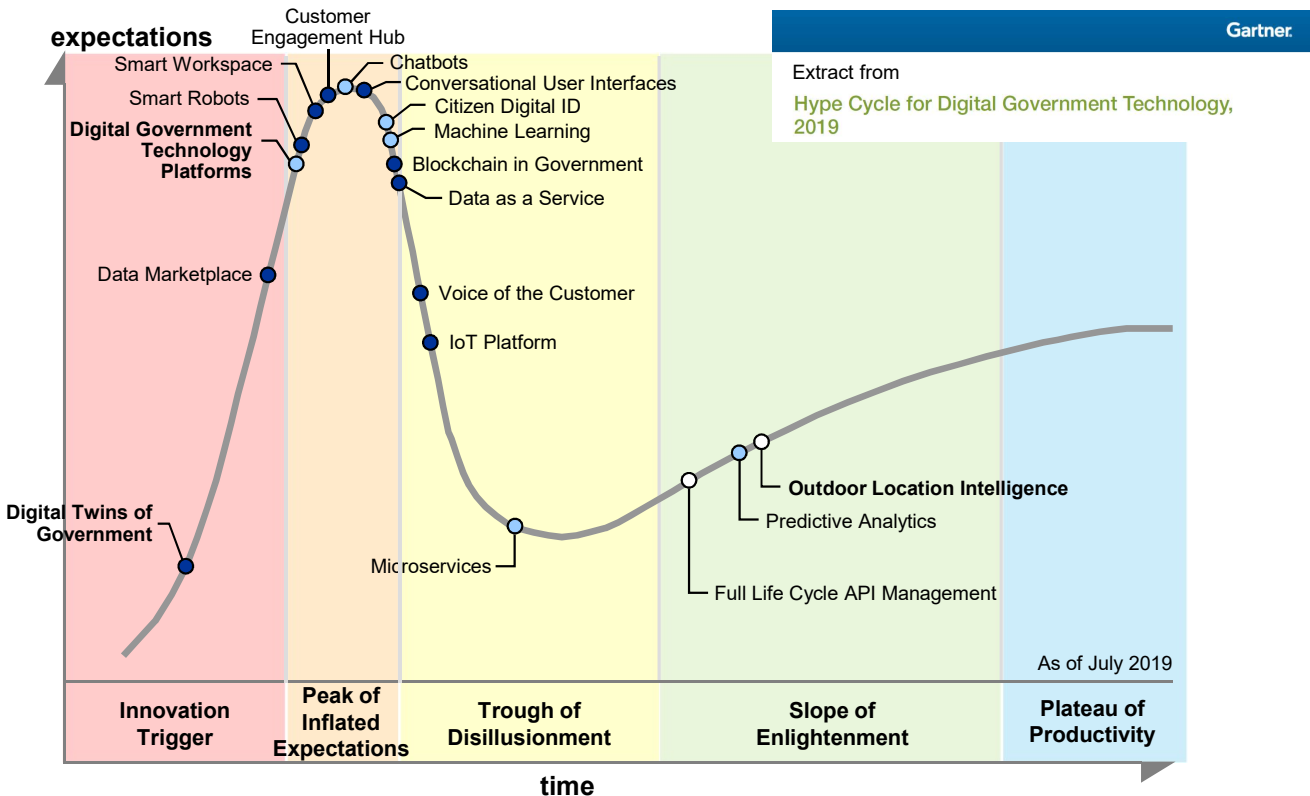 Customer
Engagement Hub
expectations
Gartner.
Smart Workspace
Chatbots
Extract from
Conversational User Interfaces
Smart Robots
Citizen Digital ID
Hype Cycle for Digital Government Technology,
2019
Digital Government
Technology
Platforms
Machine Learning
Blockchain in Government
Data as a Service
Data Marketplace
Voice of the Customer
IoT Platform
Outdoor Location Intelligence
Digital Twins of
Government
Predictive Analytics
Microservices
Full Life Cycle API Management
As of July 2019
Innovation
Trigger
Peak of
Inflated
Expectations
Trough of
Disillusionment
Slope of
Enlightenment
Plateau of
Productivity
time